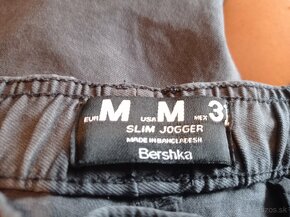 EUR M USA M MEX 3
SLIM JOGGER
MADE IN BANGLADESH
Bershka